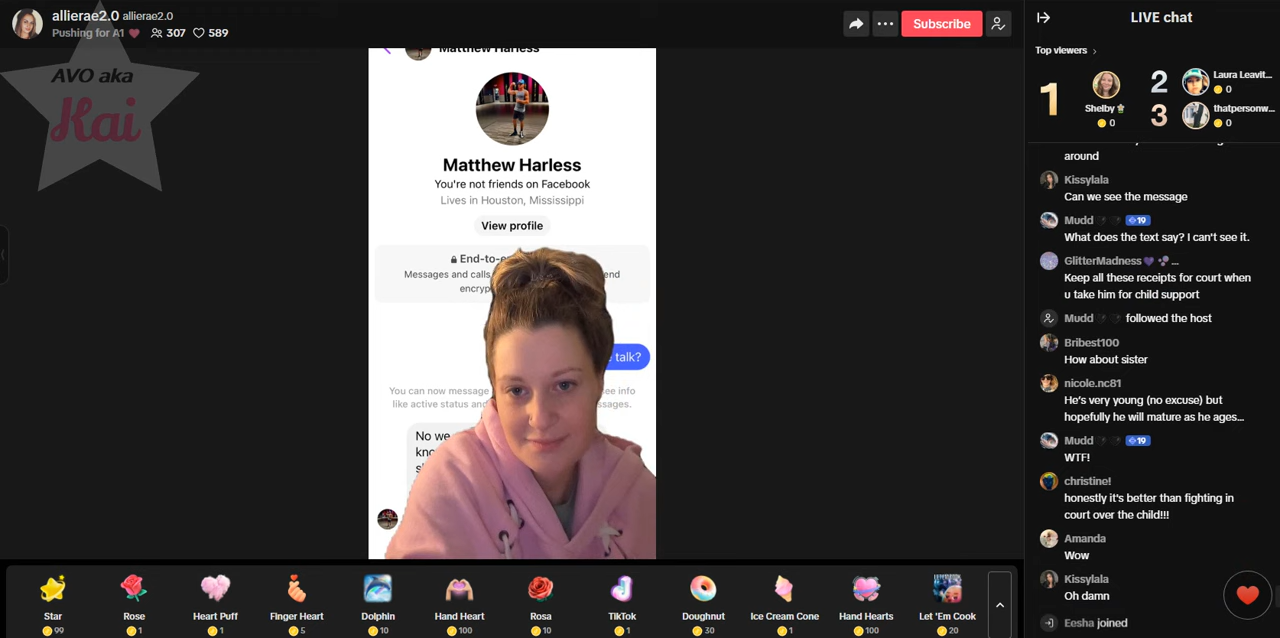 allierae2.0 allierae2.0
Pushing for A1 307 589
Subscribe
AVO aka
Kai
Matthew Harless
Matthew Harless
You're not friends on Facebook
Lives in Houston, Mississippi
View profile
Messages and calls
talk?
You can now message see info
like active status and
No we
LIVE chat
Top viewers
1
Shelby
0
2
Laura Leavit...
0
3
thatpersonw...
0
around
Kissylala
Can we see the message
Mudd 19
What does the text say? I can't see it.
GlitterMadness ...
Keep all these receipts for court when
u take him for child support
Mudd followed the host
Bribest100
How about sister
nicole.nc81
He's very young (no excuse) but
hopefully he will mature as he ages...
Mudd 19
WTF!
christine!
honestly it's better than fighting in
court over the child!!!
Amanda
Wow
Kissylala
Oh damn
Eesha joined
Star
99
Rose
1
Heart Puff
1
Finger Heart
5
Dolphin
10
Hand Heart
100
Rosa
10
TikTok
1
Doughnut
30
Ice Cream Cone
1
Hand Hearts
100
Let 'Em Cook
20